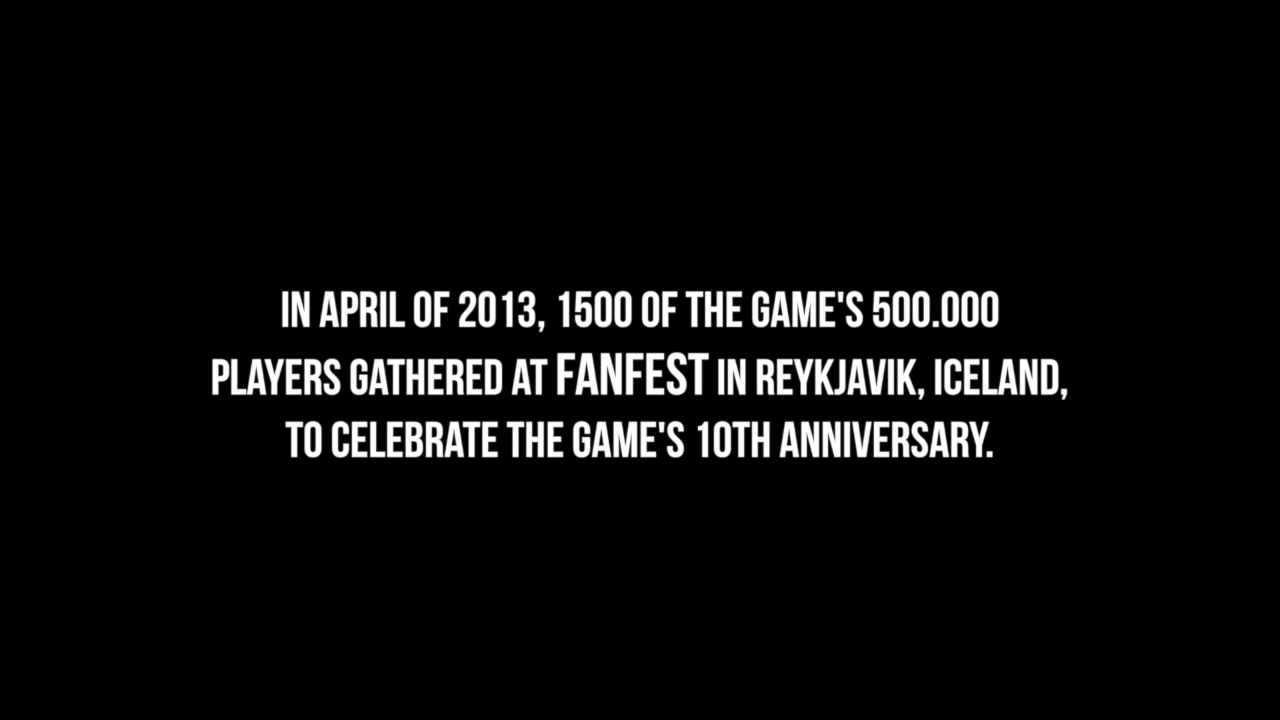 IN APRIL OF 2013, 1500 OF THE GAME'S 500.000
PLAYERS GATHERED AT FANFEST IN REYKJAVIK, ICELAND,
TO CELEBRATE THE GAME'S 10TH ANNIVERSARY.